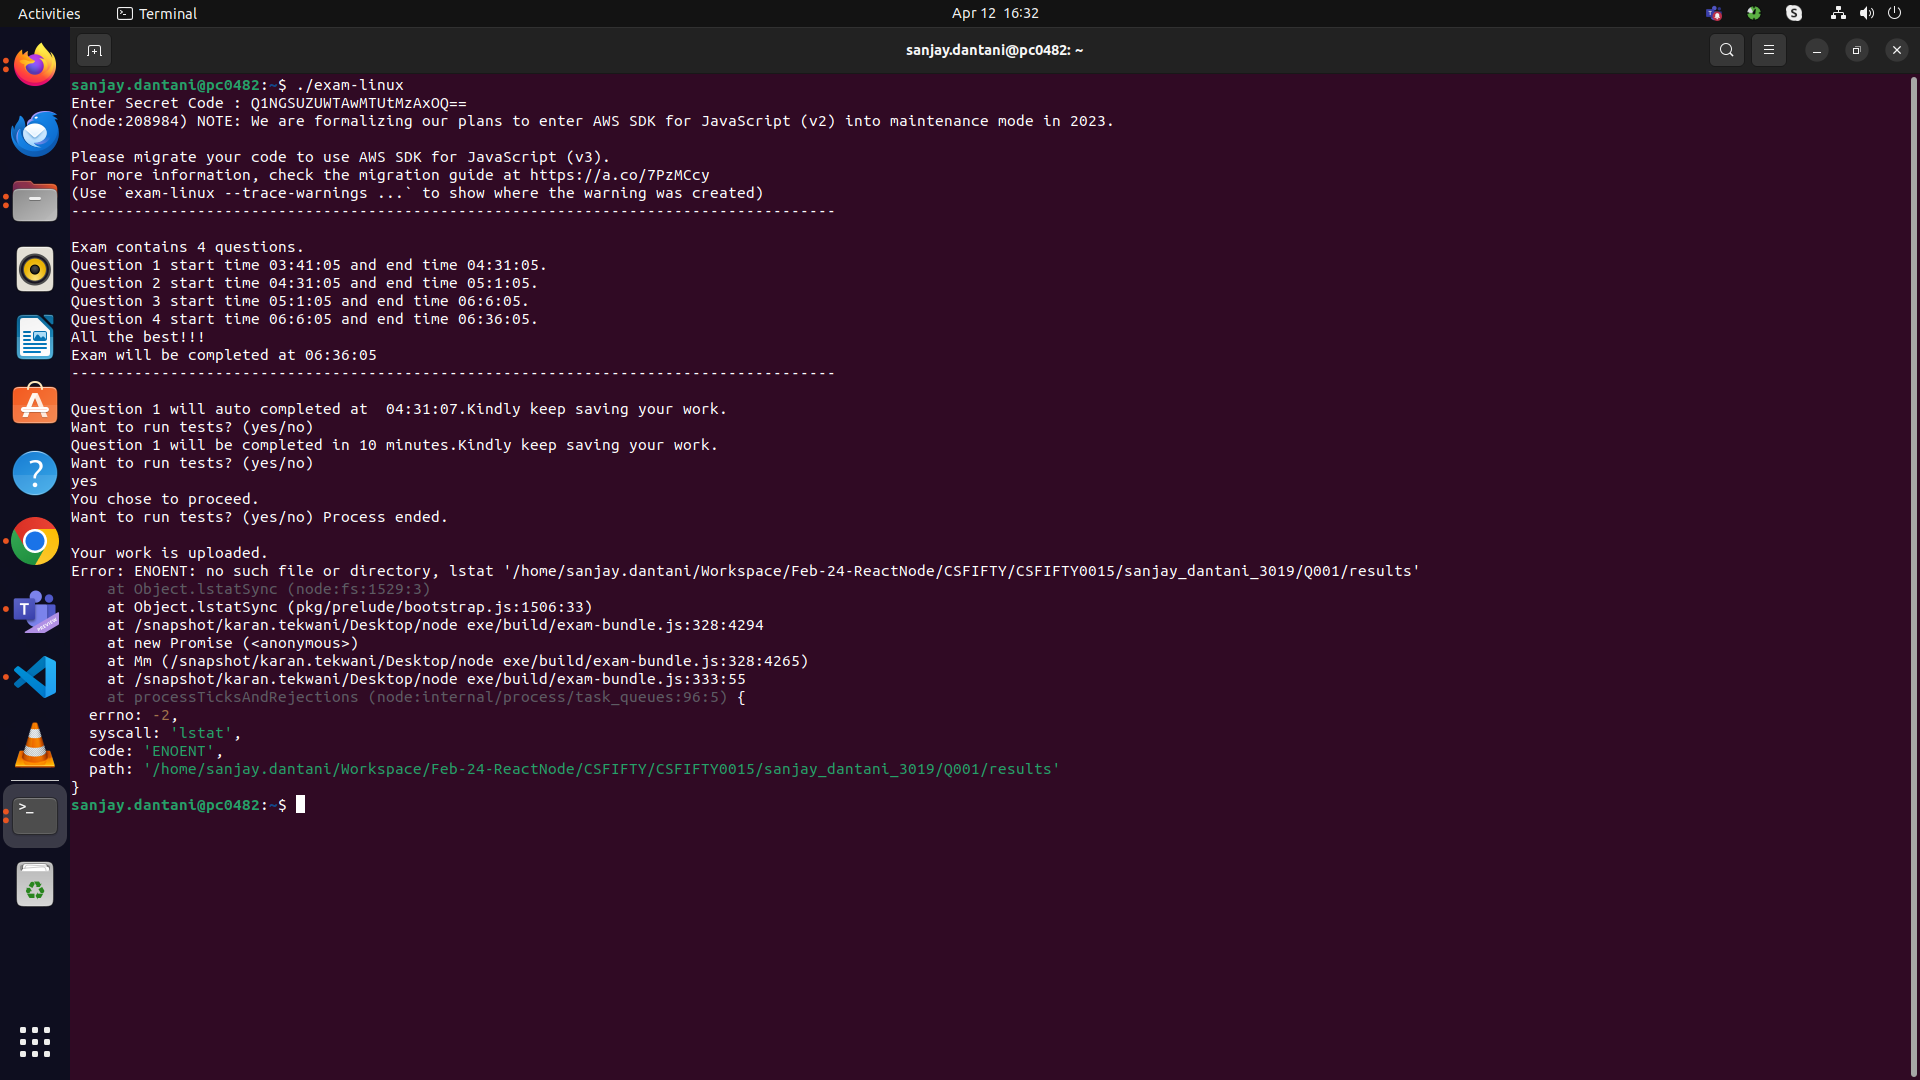 Activities
Terminal
Apr 12 16:32
sanjay.dantani@pc0482: ~
sanjay.dantani@pc0482:~$ ./exam-linux
Enter Secret Code : Q1NGSUZUWTAwMTUtMzAxOQ==
(node:208984) NOTE: We are formalizing our plans to enter AWS SDK for JavaScript (v2) into maintenance mode in 2023.
Please migrate your code to use AWS SDK for JavaScript (v3).
For more information, check the migration guide at https://a.co/7PzMCcy
(Use `exam-linux --trace-warnings ...` to show where the warning was created)
-------------------------------------------------------------------------------------
Exam contains 4 questions.
Question 1 start time 03:41:05 and end time 04:31:05.
Question 2 start time 04:31:05 and end time 05:1:05.
Question 3 start time 05:1:05 and end time 06:6:05.
Question 4 start time 06:6:05 and end time 06:36:05.
All the best!!!
Exam will be completed at 06:36:05
-------------------------------------------------------------------------------------
Question 1 will auto completed at  04:31:07.Kindly keep saving your work.
Want to run tests? (yes/no)
Question 1 will be completed in 10 minutes.Kindly keep saving your work.
Want to run tests? (yes/no)
yes
You chose to proceed.
Want to run tests? (yes/no) Process ended.
Your work is uploaded.
Error: ENOENT: no such file or directory, lstat '/home/sanjay.dantani/Workspace/Feb-24-ReactNode/CSFIFTY/CSFIFTY0015/sanjay_dantani_3019/Q001/results'
    at Object.lstatSync (node:fs:1529:3)
    at Object.lstatSync (pkg/prelude/bootstrap.js:1506:33)
    at /snapshot/karan.tekwani/Desktop/node exe/build/exam-bundle.js:328:4294
    at new Promise (<anonymous>)
    at Mm (/snapshot/karan.tekwani/Desktop/node exe/build/exam-bundle.js:328:4265)
    at /snapshot/karan.tekwani/Desktop/node exe/build/exam-bundle.js:333:55
    at processTicksAndRejections (node:internal/process/task_queues:96:5) {
  errno: -2,
  syscall: 'lstat',
  code: 'ENOENT',
  path: '/home/sanjay.dantani/Workspace/Feb-24-ReactNode/CSFIFTY/CSFIFTY0015/sanjay_dantani_3019/Q001/results'
}
sanjay.dantani@pc0482:~$